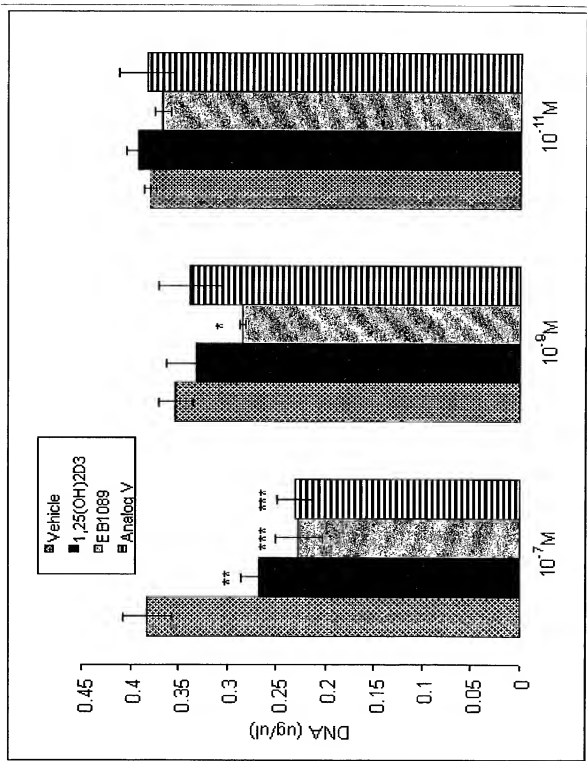 Vehicle
1,25(OH)2D3
EB1089
Analog V
DNA (ug/ul)
0.45
0.4
0.35
0.3
0.25
0.2
0.15
0.1
0.05
0
**
***
***
*
10⁻⁷M
10⁻⁹M
10⁻¹¹M